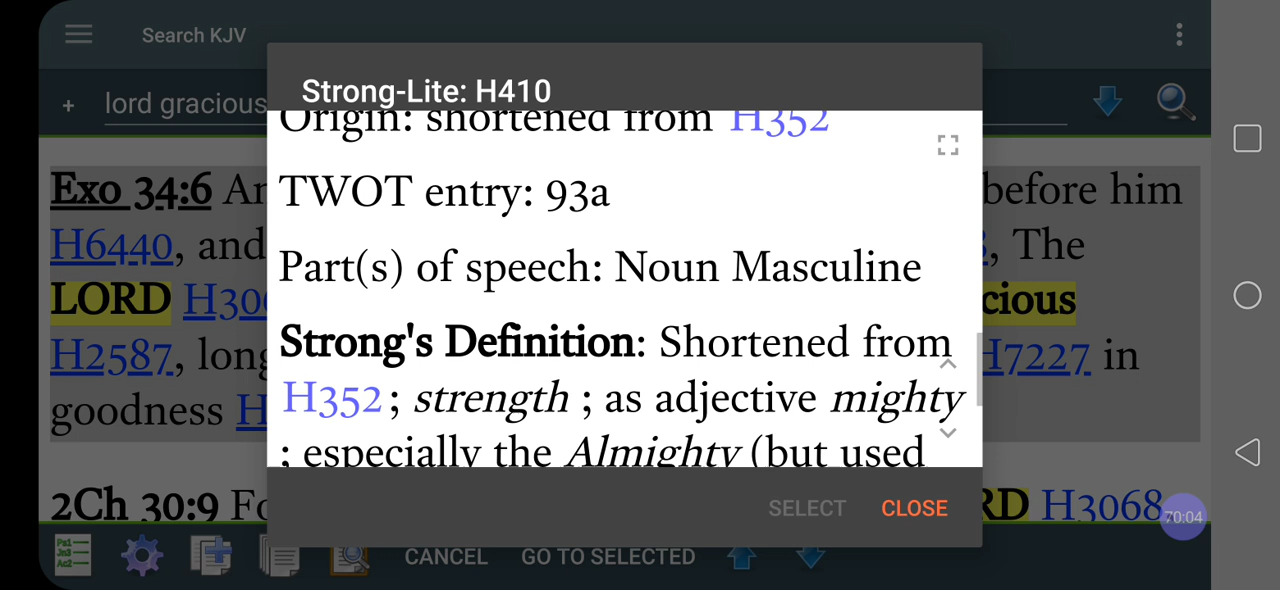 Search KJV
+ lord gracious
Strong-Lite: H410
Origin: shortened from H352
TWOT entry: 93a
Part(s) of speech: Noun Masculine
Strong's Definition: Shortened from
H352 ; strength ; as adjective mighty
; especially the Almighty (but used
SELECT CLOSE
Exo 34:6 before him
H6440, and The
LORD cious
H2587, long H7227 in
goodness
2Ch 30:9 RD H3068
70:04
CANCEL GO TO SELECTED